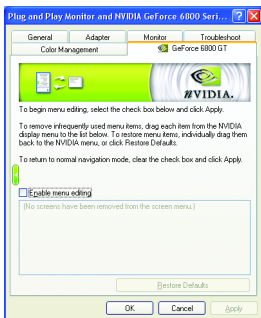 Plug and Play Monitor and NVIDIA GeForce 6800 Seri...
General Adapter Monitor Troubleshoot
Color Management GeForce 6800 GT
NVIDIA.
To begin menu editing, select the check box below and click Apply.
To remove infrequently used menu items, drag each item from the NVIDIA
display menu to the list below. To restore menu items, individually drag them
back to the NVIDIA menu, or click Restore Defaults.
To return to normal navigation mode, clear the check box and click Apply.
Enable menu editing
(No screens have been removed from the screen menu.)
Restore Defaults
OK Cancel Apply